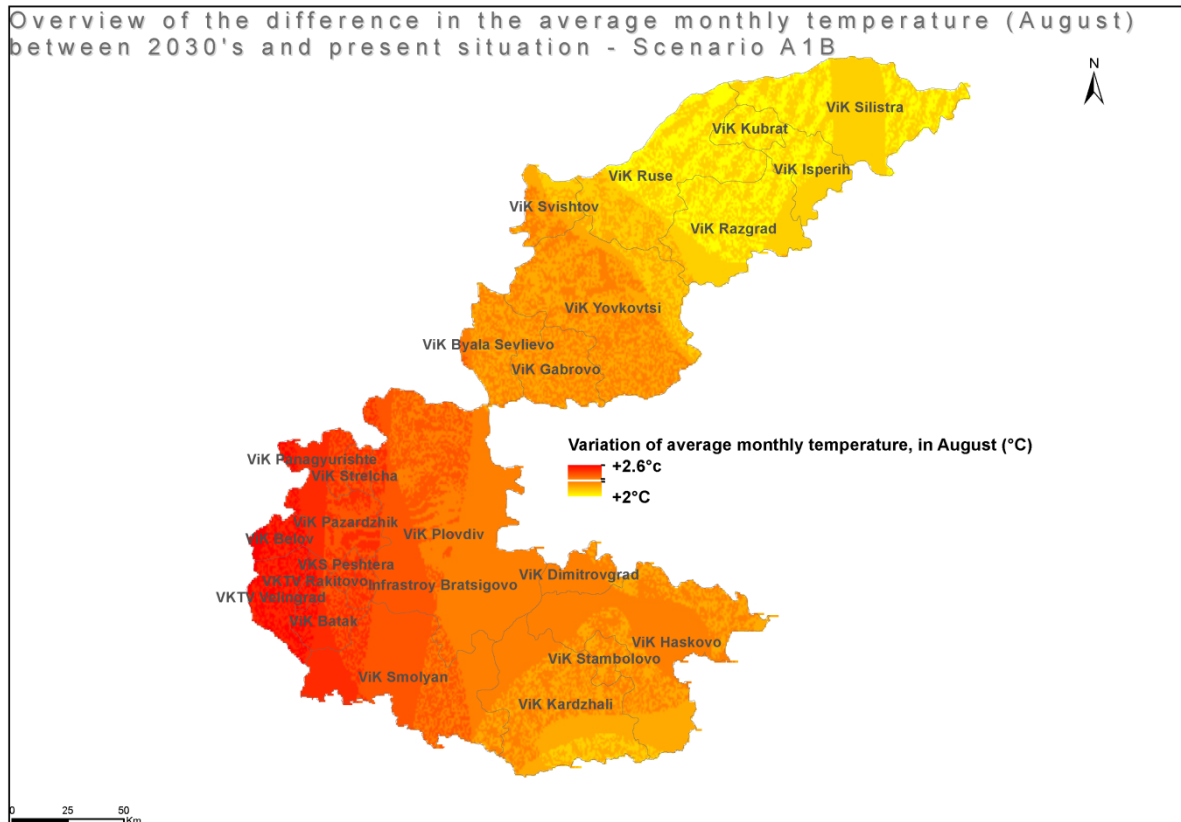 Overview of the difference in the average monthly temperature (August)
between 2030's and present situation - Scenario A1B
N
ViK Silistra
ViK Kubrat
ViK Isperih
ViK Ruse
ViK Svishtov
ViK Razgrad
ViK Yovkovtsi
ViK Byala Sevlievo
ViK Gabrovo
Variation of average monthly temperature, in August (°C)
+2.6°c
+2°C
ViK Panagyurishte
ViK Strelcha
ViK Pazardzhik
ViK Plovdiv
ViK Belov
VKS Peshtera
ViK Dimitrovgrad
VKTV Rakitovo
Infrastroy Bratsigovo
VKTV Velingrad
ViK Batak
ViK Haskovo
ViK Stambolovo
ViK Smolyan
ViK Kardzhali
0 25 50
Km